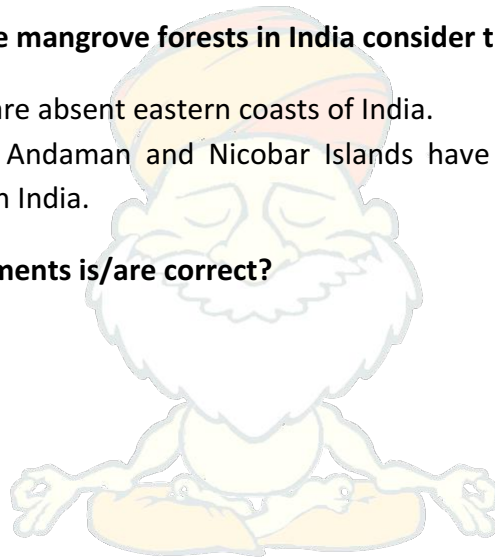 e mangrove forests in India consider t
are absent eastern coasts of India.
Andaman and Nicobar Islands have
n India.
ments is/are correct?